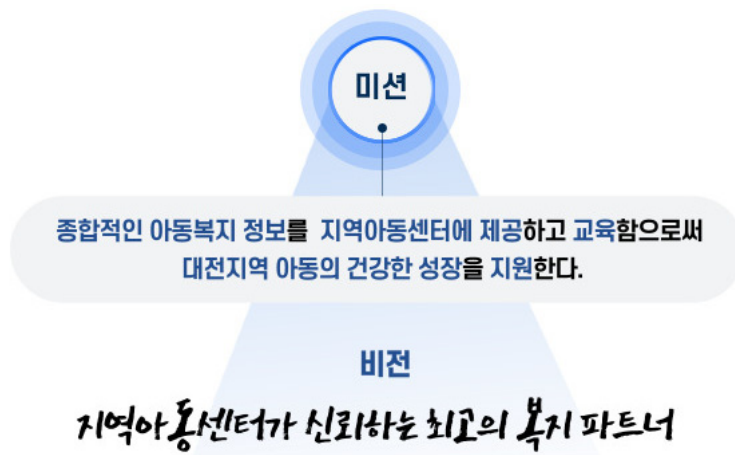 미션
종합적인 아동복지 정보를 지역아동센터에 제공하고 교육함으로써
대전지역 아동의 건강한 성장을 지원한다.
비전
지역아동센터가 신뢰하는 최고의 복지 파트너